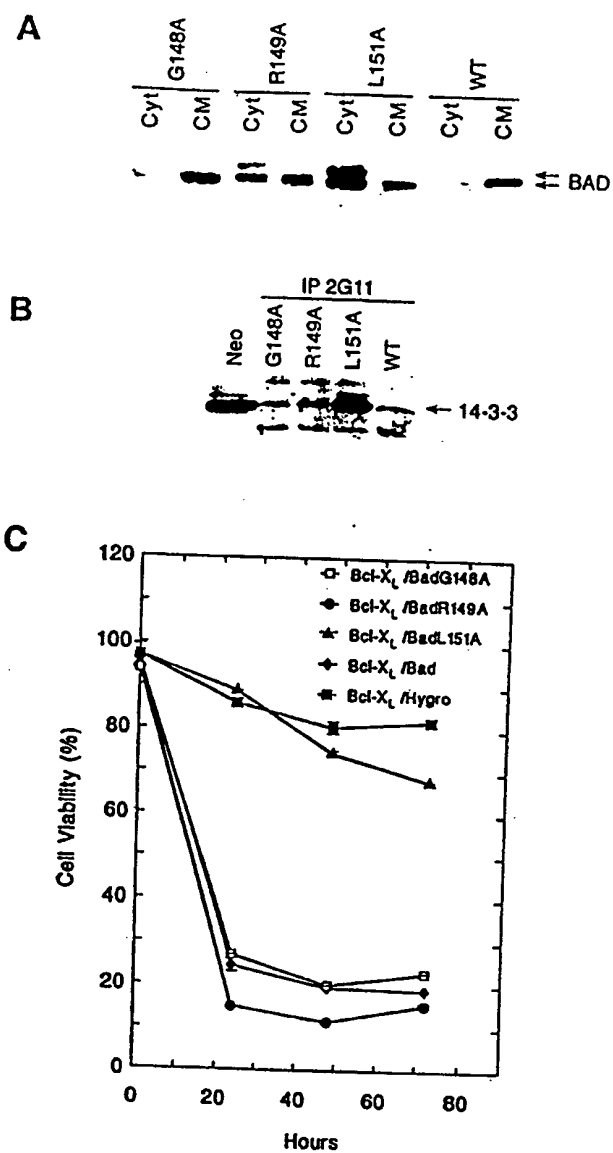 A
G148A
R149A
L151A
WT
Cyt
CM
Cyt
CM
Cyt
CM
Cyt
CM
BAD
B
IP 2G11
Neo
G148A
R149A
L151A
WT
14-3-3
C
120
100
80
60
40
20
0
Cell Viability (%)
Bcl-XL /BadG148A
Bcl-XL /BadR149A
Bcl-XL /BadL151A
Bcl-XL /Bad
Bcl-XL /Hygro
0
20
40
60
80
Hours